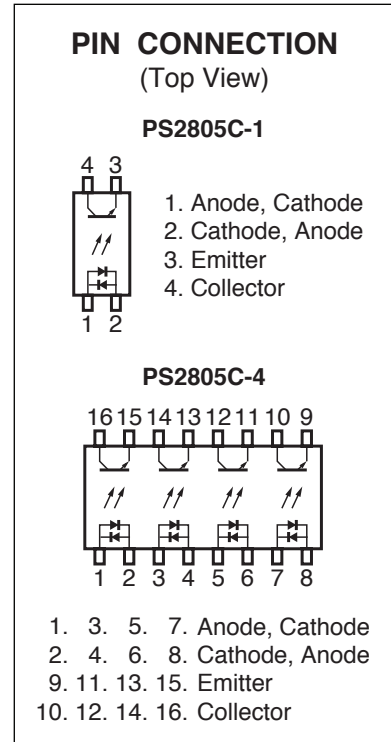 PIN CONNECTION
(Top View)
PS2805C-1
4 3
1. Anode, Cathode
2. Cathode, Anode
3. Emitter
4. Collector
1 2
PS2805C-4
16 15 14 13 12 11 10 9
1 2 3 4 5 6 7 8
1. 3. 5. 7. Anode, Cathode
2. 4. 6. 8. Cathode, Anode
9. 11. 13. 15. Emitter
10. 12. 14. 16. Collector